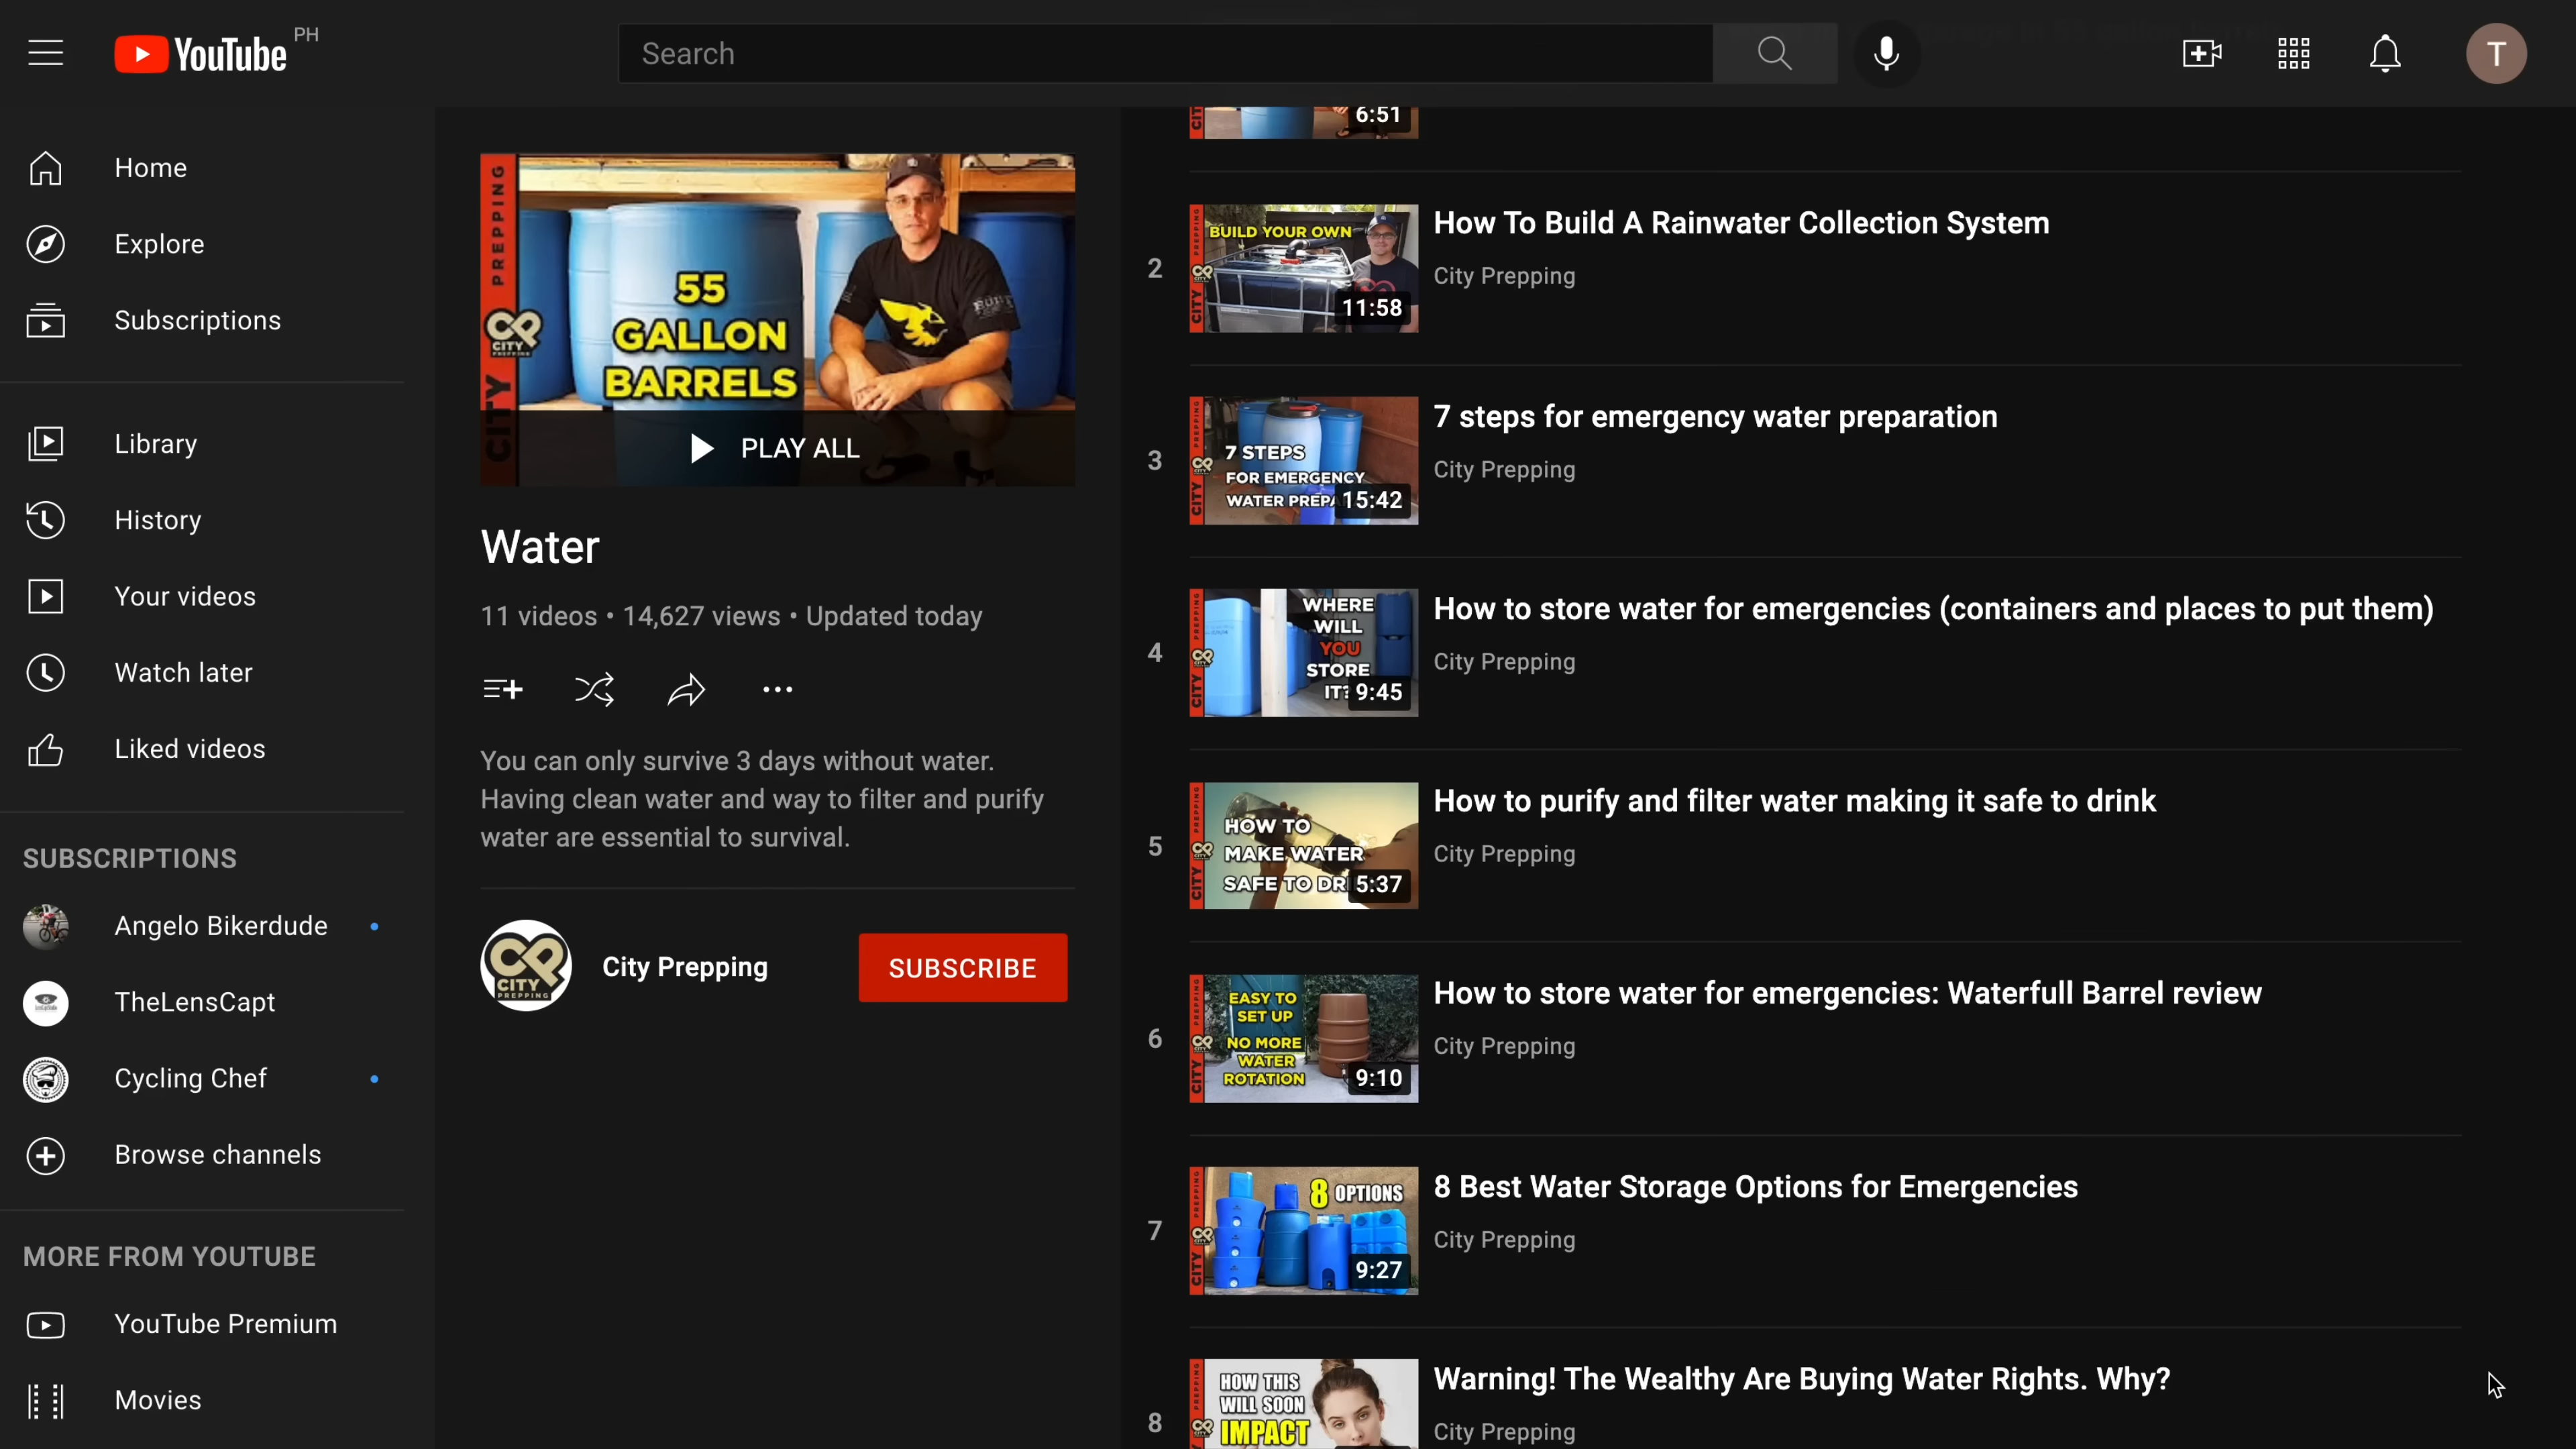 YouTube PH
Search
T
Home
Explore
Subscriptions
Library
History
Your videos
Watch later
Liked videos
SUBSCRIPTIONS
Angelo Bikerdude
TheLensCapt
Cycling Chef
Browse channels
MORE FROM YOUTUBE
YouTube Premium
Movies
CITY PREPPING
CP
CITY
PREPPING
55
GALLON
BARRELS
PLAY ALL
Water
11 videos • 14,627 views • Updated today
You can only survive 3 days without water.
Having clean water and way to filter and purify
water are essential to survival.
CP
CITY
PREPPING
City Prepping
SUBSCRIBE
6:51
2
BUILD YOUR OWN
11:58
How To Build A Rainwater Collection System
City Prepping
3
7 STEPS
FOR EMERGENCY
WATER PREPA
15:42
7 steps for emergency water preparation
City Prepping
4
WHERE
WILL
YOU
STORE
IT?
9:45
How to store water for emergencies (containers and places to put them)
City Prepping
5
HOW TO
MAKE WATER
SAFE TO DRI
5:37
How to purify and filter water making it safe to drink
City Prepping
6
EASY TO
SET UP
NO MORE
WATER
ROTATION
9:10
How to store water for emergencies: Waterfull Barrel review
City Prepping
7
8 OPTIONS
9:27
8 Best Water Storage Options for Emergencies
City Prepping
8
HOW THIS
WILL SOON
IMPACT
Warning! The Wealthy Are Buying Water Rights. Why?
City Prepping